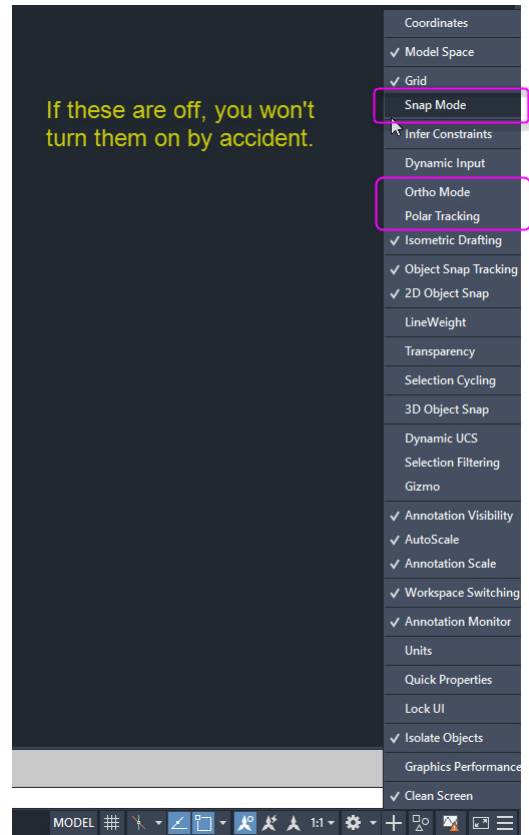 Coordinates
✓ Model Space
✓ Grid
If these are off, you won't
turn them on by accident.
Snap Mode
Infer Constraints
Dynamic Input
Ortho Mode
Polar Tracking
✓ Isometric Drafting
✓ Object Snap Tracking
✓ 2D Object Snap
LineWeight
Transparency
Selection Cycling
3D Object Snap
Dynamic UCS
Selection Filtering
Gizmo
✓ Annotation Visibility
✓ AutoScale
✓ Annotation Scale
✓ Workspace Switching
✓ Annotation Monitor
Units
Quick Properties
Lock UI
✓ Isolate Objects
Graphics Performance
✓ Clean Screen
MODEL 1:1